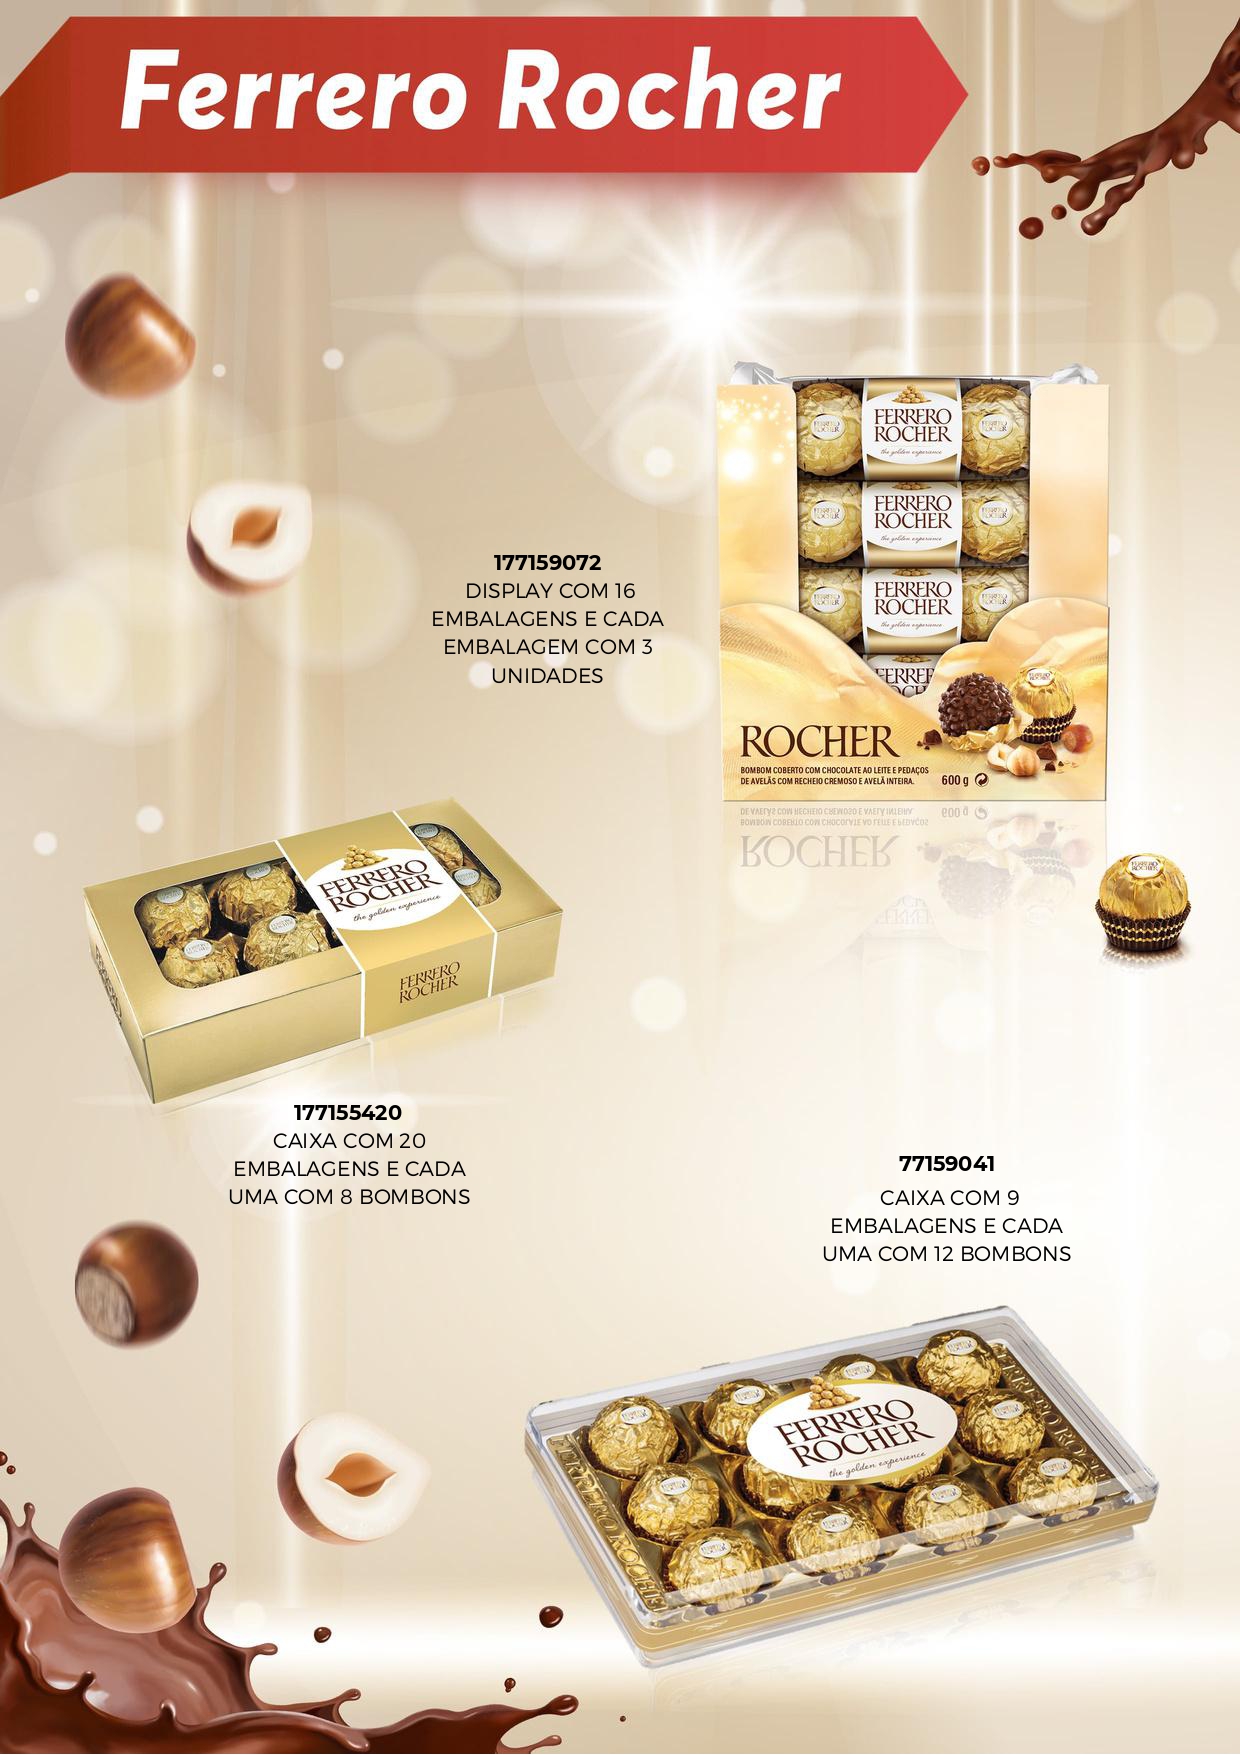 Ferrero Rocher
FERRERO
ROCHER
the golden experience
FERRERO
ROCHER
the golden experience
FERRERO
ROCHER
the golden experience
FERRER
ROCH
ROCHER
BOMBOM COBERTO COM CHOCOLATE AO LEITE E PEDAÇOS
DE AVELÃS COM RECHEIO CREMOSO E AVELÃ INTEIRA.
600 g
177159072
DISPLAY COM 16
EMBALAGENS E CADA
EMBALAGEM COM 3
UNIDADES
FERRERO
ROCHER
the golden experience
FERRERO
ROCHER
177155420
CAIXA COM 20
EMBALAGENS E CADA
UMA COM 8 BOMBONS
77159041
CAIXA COM 9
EMBALAGENS E CADA
UMA COM 12 BOMBONS
FERRERO
ROCHER
the golden experience